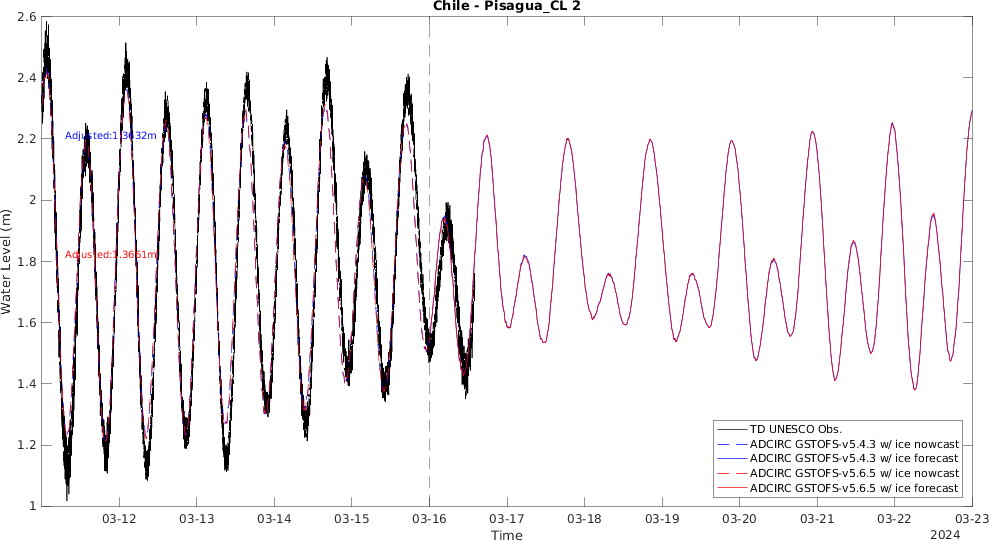 Chile - Pisagua_CL 2
Water Level (m)
2.6
2.4
2.2
2
1.8
1.6
1.4
1.2
1
Adjusted:1.3632m
Adjusted:1.3661m
TD UNESCO Obs.
ADCIRC GSTOFS-v5.4.3 w/ ice nowcast
ADCIRC GSTOFS-v5.4.3 w/ ice forecast
ADCIRC GSTOFS-v5.6.5 w/ ice nowcast
ADCIRC GSTOFS-v5.6.5 w/ ice forecast
03-12 03-13 03-14 03-15 03-16 03-17 03-18 03-19 03-20 03-21 03-22 03-23
Time
2024